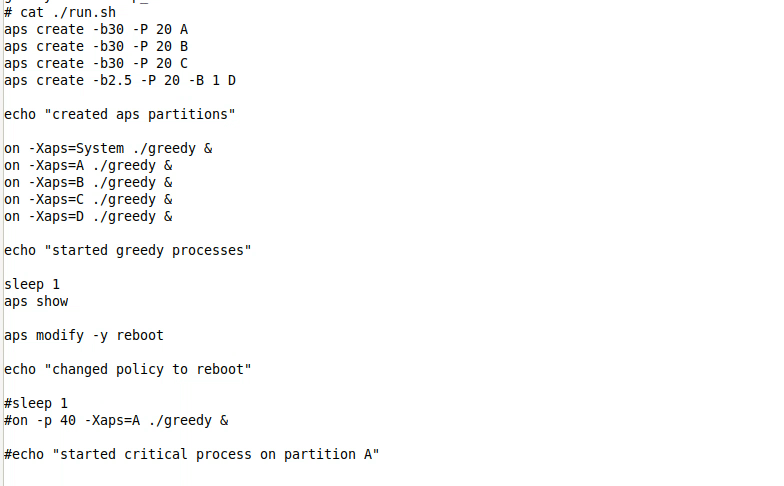 # cat ./run.sh
aps create -b30 -P 20 A
aps create -b30 -P 20 B
aps create -b30 -P 20 C
aps create -b2.5 -P 20 -B 1 D
echo "created aps partitions"
on -Xaps=System ./greedy &
on -Xaps=A ./greedy &
on -Xaps=B ./greedy &
on -Xaps=C ./greedy &
on -Xaps=D ./greedy &
echo "started greedy processes"
sleep 1
aps show
aps modify -y reboot
echo "changed policy to reboot"
#sleep 1
#on -p 40 -Xaps=A ./greedy &
#echo "started critical process on partition A"